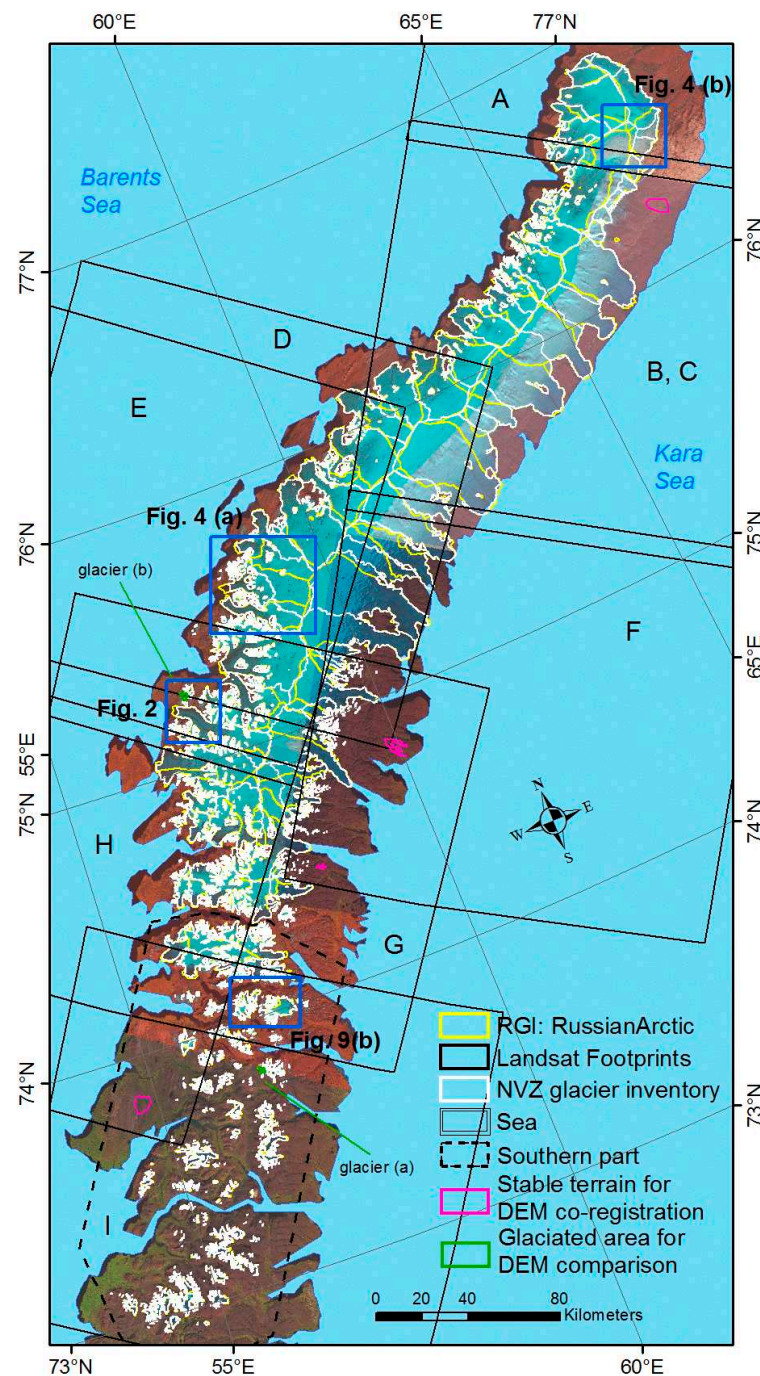 60°E
65°E
77°N
A
Fig. 4 (b)
Barents
Sea
76°N
77°N
D
B, C
E
Kara
Sea
Fig. 4 (a)
75°N
76°N
glacier (b)
F
65°E
Fig. 2
55°E
N
E
W
S
75°N
74°N
H
G
RGI: RussianArctic
Fig. 9(b)
Landsat Footprints
74°N
NVZ glacier inventory
73°N
Sea
glacier (a)
Southern part
Stable terrain for
DEM co-registration
I
Glaciated area for
DEM comparison
0 20 40 80
Kilometers
73°N
55°E
60°E